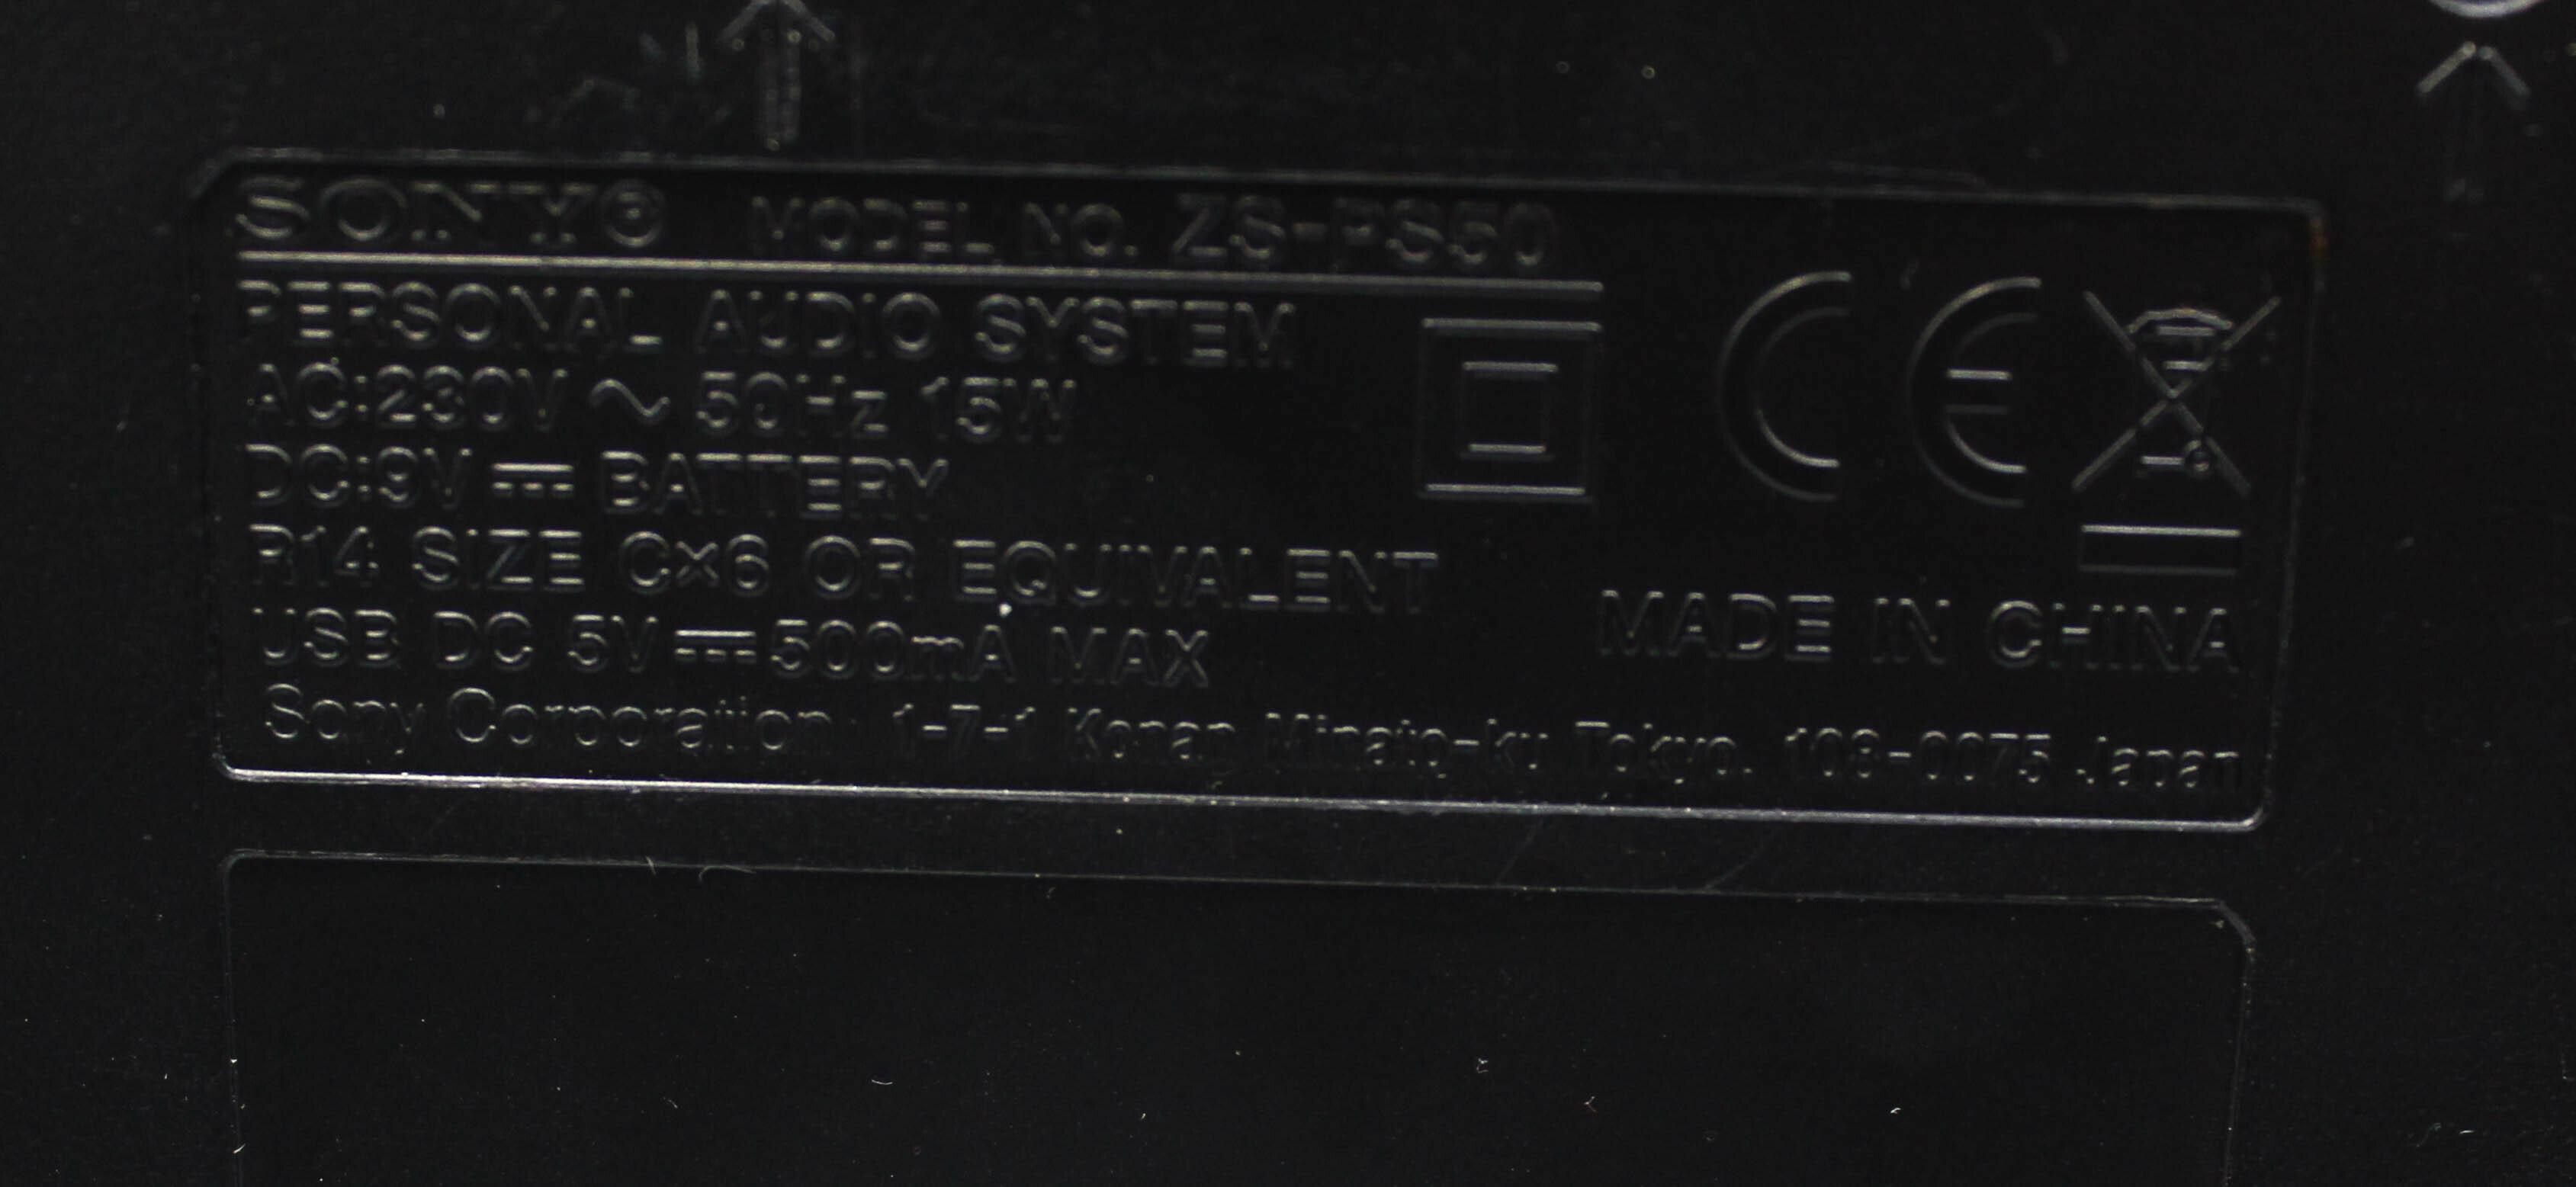 SONY® MODEL NO. ZS-PS50
PERSONAL AUDIO SYSTEM
AC:230V ~ 50Hz 15W
DC:9V ⎓ BATTERY
R14 SIZE C×6 OR EQUIVALENT
USB DC 5V ⎓ 500mA MAX
CE
MADE IN CHINA
Sony Corporation 1-7-1 Konan Minato-ku Tokyo. 108-0075 Japan